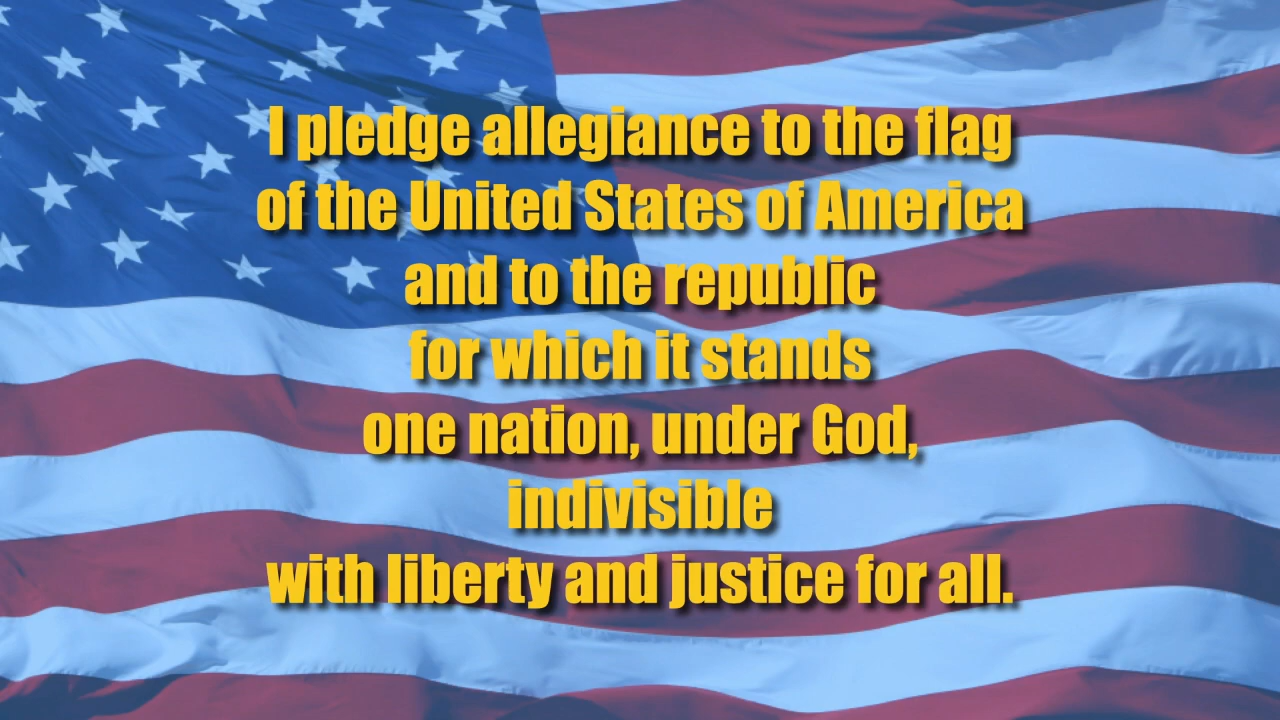 I pledge allegiance to the flag
of the United States of America
and to the republic
for which it stands
one nation, under God,
indivisible
with liberty and justice for all.